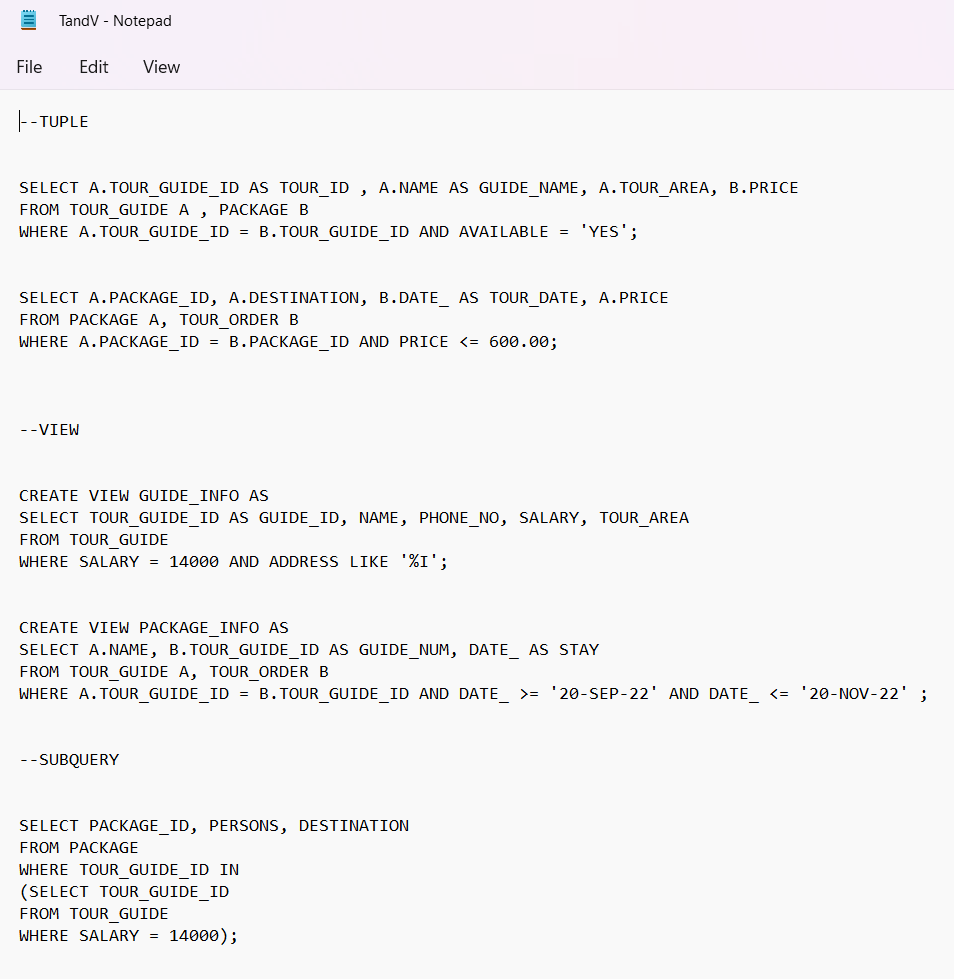 TandV - Notepad
File Edit View
--TUPLE
SELECT A.TOUR_GUIDE_ID AS TOUR_ID , A.NAME AS GUIDE_NAME, A.TOUR_AREA, B.PRICE
FROM TOUR_GUIDE A , PACKAGE B
WHERE A.TOUR_GUIDE_ID = B.TOUR_GUIDE_ID AND AVAILABLE = 'YES';
SELECT A.PACKAGE_ID, A.DESTINATION, B.DATE_ AS TOUR_DATE, A.PRICE
FROM PACKAGE A, TOUR_ORDER B
WHERE A.PACKAGE_ID = B.PACKAGE_ID AND PRICE <= 600.00;
--VIEW
CREATE VIEW GUIDE_INFO AS
SELECT TOUR_GUIDE_ID AS GUIDE_ID, NAME, PHONE_NO, SALARY, TOUR_AREA
FROM TOUR_GUIDE
WHERE SALARY = 14000 AND ADDRESS LIKE '%I';
CREATE VIEW PACKAGE_INFO AS
SELECT A.NAME, B.TOUR_GUIDE_ID AS GUIDE_NUM, DATE_ AS STAY
FROM TOUR_GUIDE A, TOUR_ORDER B
WHERE A.TOUR_GUIDE_ID = B.TOUR_GUIDE_ID AND DATE_ >= '20-SEP-22' AND DATE_ <= '20-NOV-22' ;
--SUBQUERY
SELECT PACKAGE_ID, PERSONS, DESTINATION
FROM PACKAGE
WHERE TOUR_GUIDE_ID IN
(SELECT TOUR_GUIDE_ID
FROM TOUR_GUIDE
WHERE SALARY = 14000);